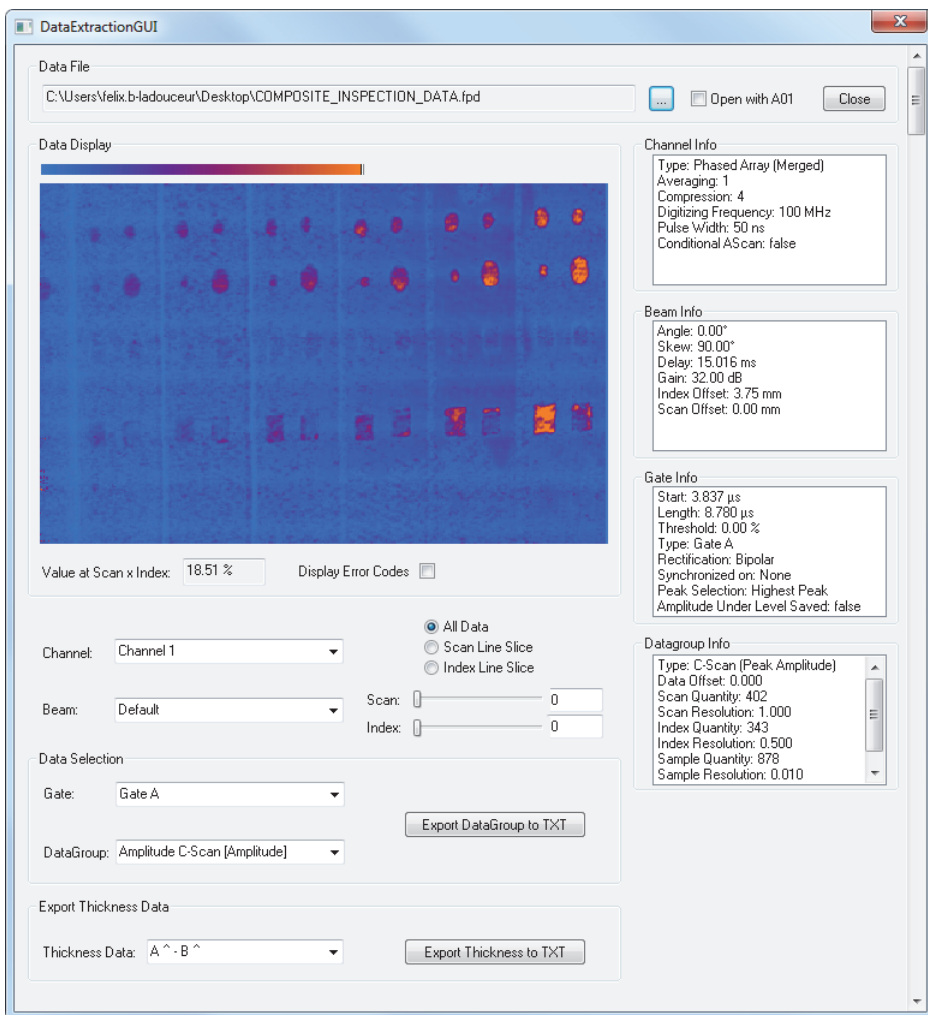 DataExtractionGUI
Data File
C:\Users\felix.b-ladouceur\Desktop\COMPOSITE_INSPECTION_DATA.fpd
...
Open with A01
Close
Data Display
Value at Scan x Index: 18.51 %
Display Error Codes
Channel: Channel 1
Beam: Default
All Data
Scan Line Slice
Index Line Slice
Scan: 0
Index: 0
Data Selection
Gate: Gate A
DataGroup: Amplitude C-Scan [Amplitude]
Export DataGroup to TXT
Export Thickness Data
Thickness Data: A ^ - B ^
Export Thickness to TXT
Channel Info
Type: Phased Array (Merged)
Averaging: 1
Compression: 4
Digitizing Frequency: 100 MHz
Pulse Width: 50 ns
Conditional AScan: false
Beam Info
Angle: 0.00°
Skew: 90.00°
Delay: 15.016 ms
Gain: 32.00 dB
Index Offset: 3.75 mm
Scan Offset: 0.00 mm
Gate Info
Start: 3.837 µs
Length: 8.780 µs
Threshold: 0.00 %
Type: Gate A
Rectification: Bipolar
Synchronized on: None
Peak Selection: Highest Peak
Amplitude Under Level Saved: false
Datagroup Info
Type: C-Scan (Peak Amplitude)
Data Offset: 0.000
Scan Quantity: 402
Scan Resolution: 1.000
Index Quantity: 343
Index Resolution: 0.500
Sample Quantity: 878
Sample Resolution: 0.010